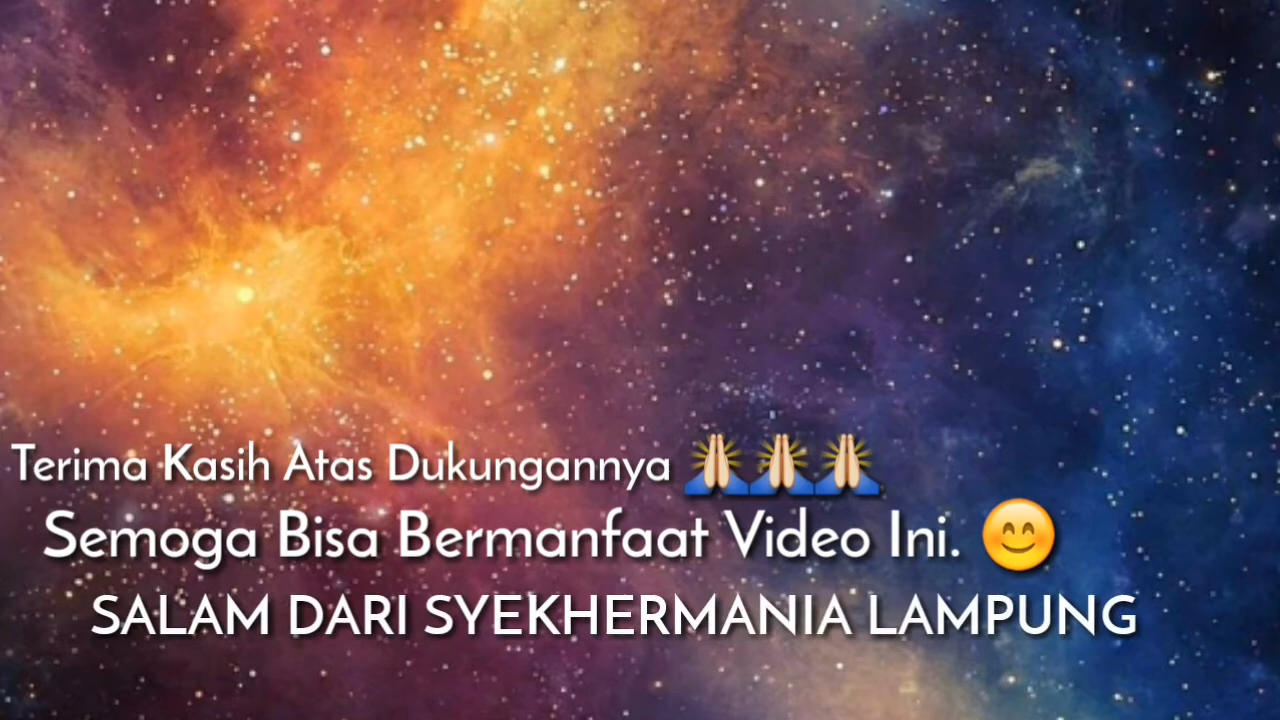 Terima Kasih Atas Dukungannya 🙏🙏🙏
Semoga Bisa Bermanfaat Video Ini. 😊
SALAM DARI SYEKHERMANIA LAMPUNG